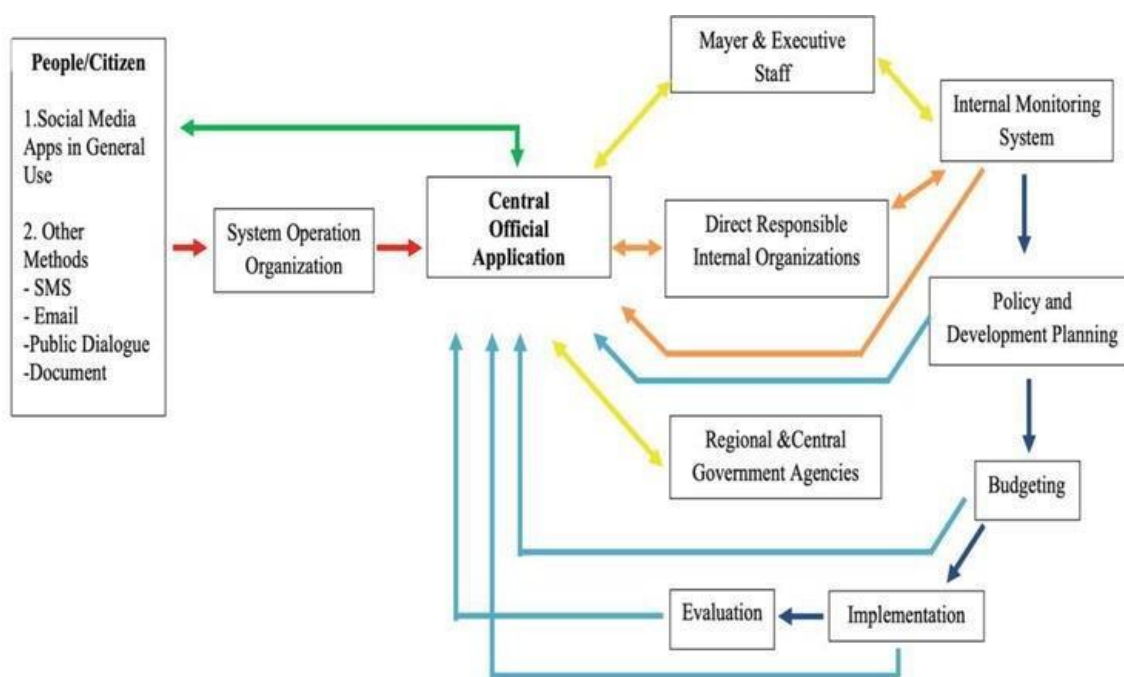 People/Citizen
1.Social Media
Apps in General
Use
2. Other
Methods
- SMS
- Email
-Public Dialogue
-Document
System Operation
Organization
Central
Official
Application
Mayer & Executive
Staff
Direct Responsible
Internal Organizations
Regional &Central
Government Agencies
Internal Monitoring
System
Policy and
Development Planning
Budgeting
Implementation
Evaluation